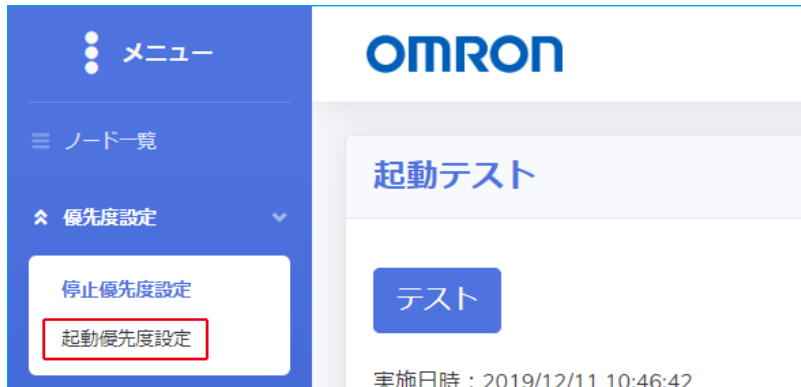 メニュー
OMRON
ノード一覧
起動テスト
優先度設定
停止優先度設定
テスト
起動優先度設定
実施日時：2019/12/11 10:46:42